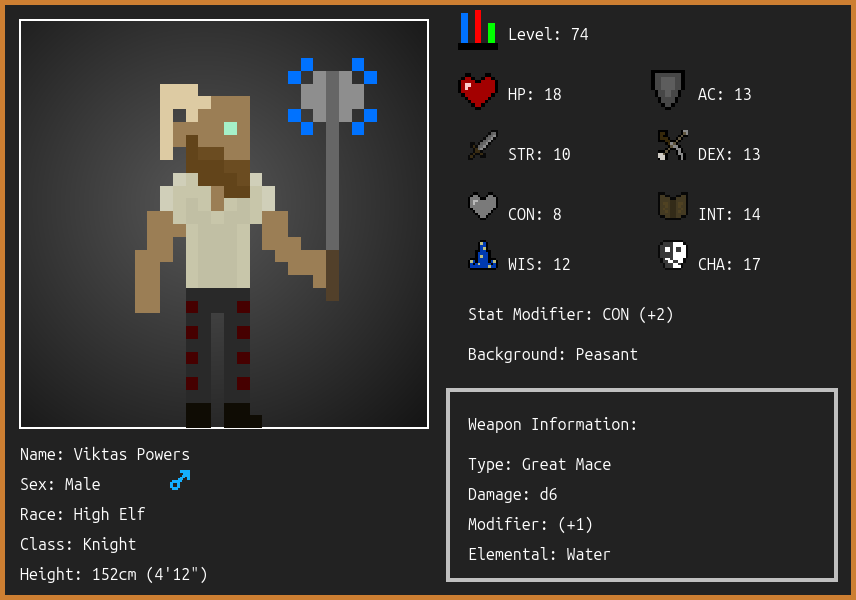 Level: 74
HP: 18
AC: 13
STR: 10
DEX: 13
CON: 8
INT: 14
WIS: 12
CHA: 17
Stat Modifier: CON (+2)
Background: Peasant
Weapon Information:
Type: Great Mace
Damage: d6
Modifier: (+1)
Elemental: Water
Name: Viktas Powers
Sex: Male
Race: High Elf
Class: Knight
Height: 152cm (4'12")